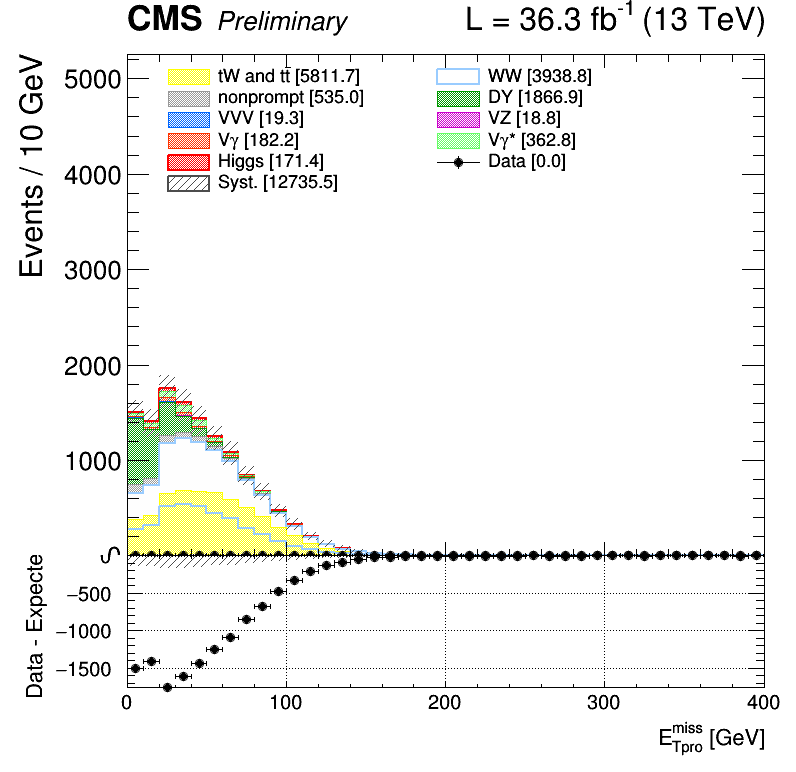 CMS Preliminary L = 36.3 fb⁻¹ (13 TeV)
Events / 10 GeV
5000
4000
3000
2000
1000
0
tW and tt̄ [5811.7]
nonprompt [535.0]
VVV [19.3]
Vγ [182.2]
Higgs [171.4]
Syst. [12735.5]
WW [3938.8]
DY [1866.9]
VZ [18.8]
Vγ* [362.8]
Data [0.0]
Data - Expecte
−500
−1000
−1500
0 100 200 300 400
E_Tpro^miss [GeV]